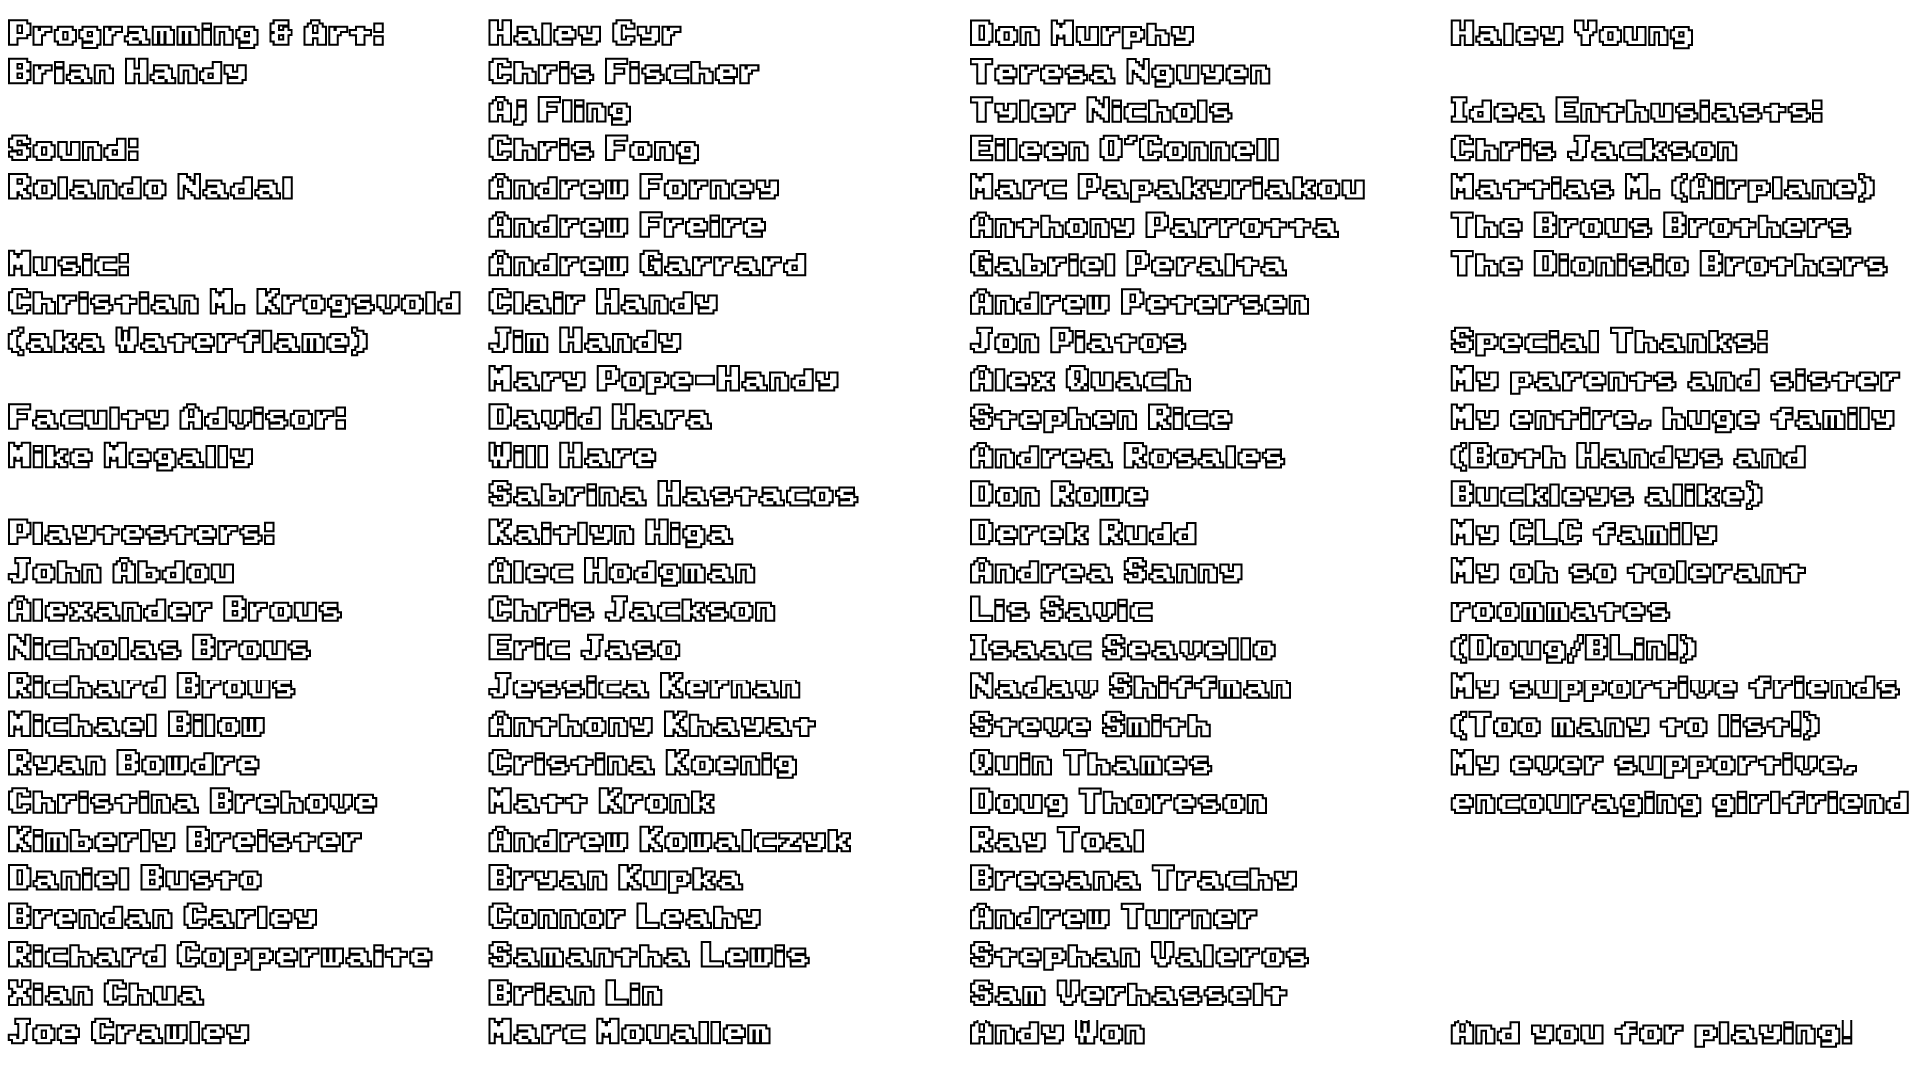 Programming & Art:
Brian Handy
Sound:
Rolando Nadal
Music:
Christian M. Krogsvold
(aka Waterflame)
Faculty Advisor:
Mike Megally
Playtesters:
John Abdou
Alexander Brous
Nicholas Brous
Richard Brous
Michael Bilow
Ryan Bowdre
Christina Brehove
Kimberly Breister
Daniel Busto
Brendan Carley
Richard Copperwaite
Xian Chua
Joe Crawley
Haley Cyr
Chris Fischer
Aj Fling
Chris Fong
Andrew Forney
Andrew Freire
Andrew Garrard
Clair Handy
Jim Handy
Mary Pope-Handy
David Hara
Will Hare
Sabrina Hastacos
Kaitlyn Higa
Alec Hodgman
Chris Jackson
Eric Jaso
Jessica Kernan
Anthony Khayat
Cristina Koenig
Matt Kronk
Andrew Kowalczyk
Bryan Kupka
Connor Leahy
Samantha Lewis
Brian Lin
Marc Mouallem
Don Murphy
Teresa Nguyen
Tyler Nichols
Eileen O'Connell
Marc Papakyriakou
Anthony Parrotta
Gabriel Peralta
Andrew Petersen
Jon Piatos
Alex Quach
Stephen Rice
Andrea Rosales
Don Rowe
Derek Rudd
Andrea Sanny
Lis Savic
Isaac Seavello
Nadav Shiffman
Steve Smith
Quin Thames
Doug Thoreson
Ray Toal
Breeana Trachy
Andrew Turner
Stephan Valeros
Sam Verhasselt
Andy Won
Haley Young
Idea Enthusiasts:
Chris Jackson
Mattias M. (Airplane)
The Brous Brothers
The Dionisio Brothers
Special Thanks:
My parents and sister
My entire, huge family
(Both Handys and
Buckleys alike)
My CLC family
My oh so tolerant
roommates
(Doug/BLin!)
My supportive friends
(Too many to list!)
My ever supportive,
encouraging girlfriend
And you for playing!